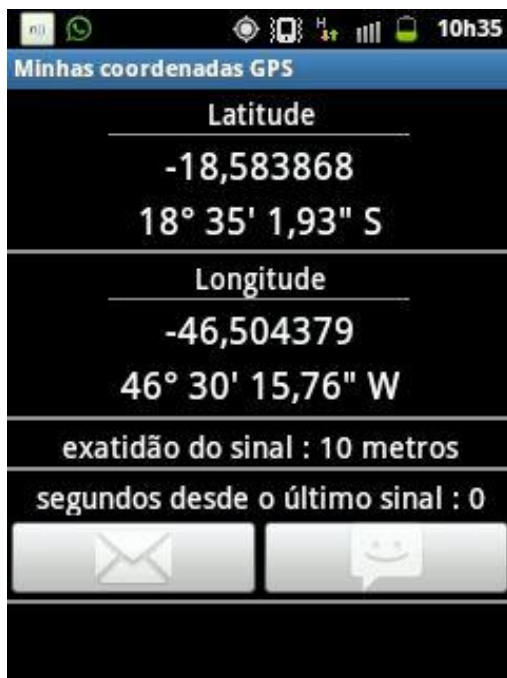 H
10h35
Minhas coordenadas GPS
Latitude
-18,583868
18° 35' 1,93" S
Longitude
-46,504379
46° 30' 15,76" W
exatidão do sinal : 10 metros
segundos desde o último sinal : 0